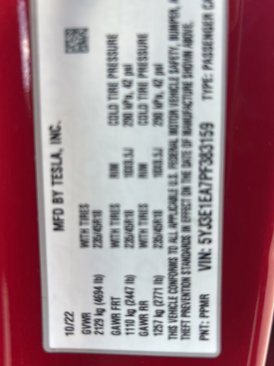 MFD BY TESLA, INC.
10/22
GVWR WITH TIRES RIM COLD TIRE PRESSURE
2129 kg (4694 lb) 235/45R18 18X8.5J 290 kPa, 42 psi
GAWR FRT WITH TIRES RIM COLD TIRE PRESSURE
1110 kg (2447 lb) 235/45R18 18X8.5J 290 kPa, 42 psi
GAWR RR
1257 kg (2771 lb)
THIS VEHICLE CONFORMS TO ALL APPLICABLE U.S. FEDERAL MOTOR VEHICLE SAFETY, BUMPER, A
THEFT PREVENTION STANDARDS IN EFFECT ON THE DATE OF MANUFACTURE SHOWN ABOVE.
VIN: 5YJ3E1EA7PF383159
PNT: PPMR TYPE: PASSENGER CA